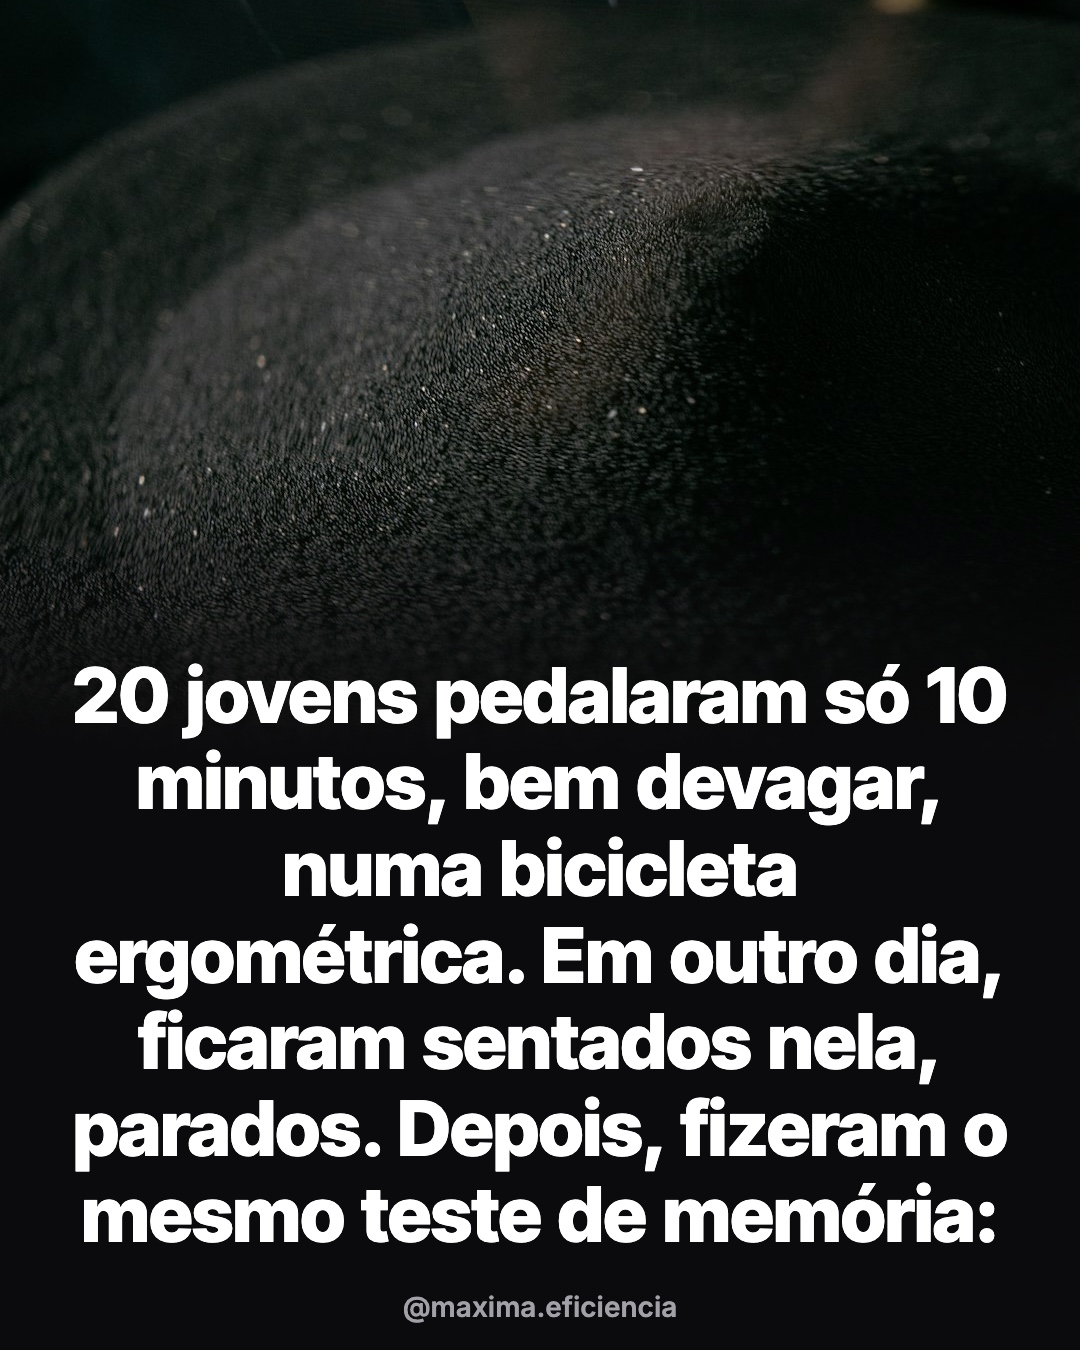 20 jovens pedalaram só 10
minutos, bem devagar,
numa bicicleta
ergométrica. Em outro dia,
ficaram sentados nela,
parados. Depois, fizeram o
mesmo teste de memória:
@maxima.eficiencia